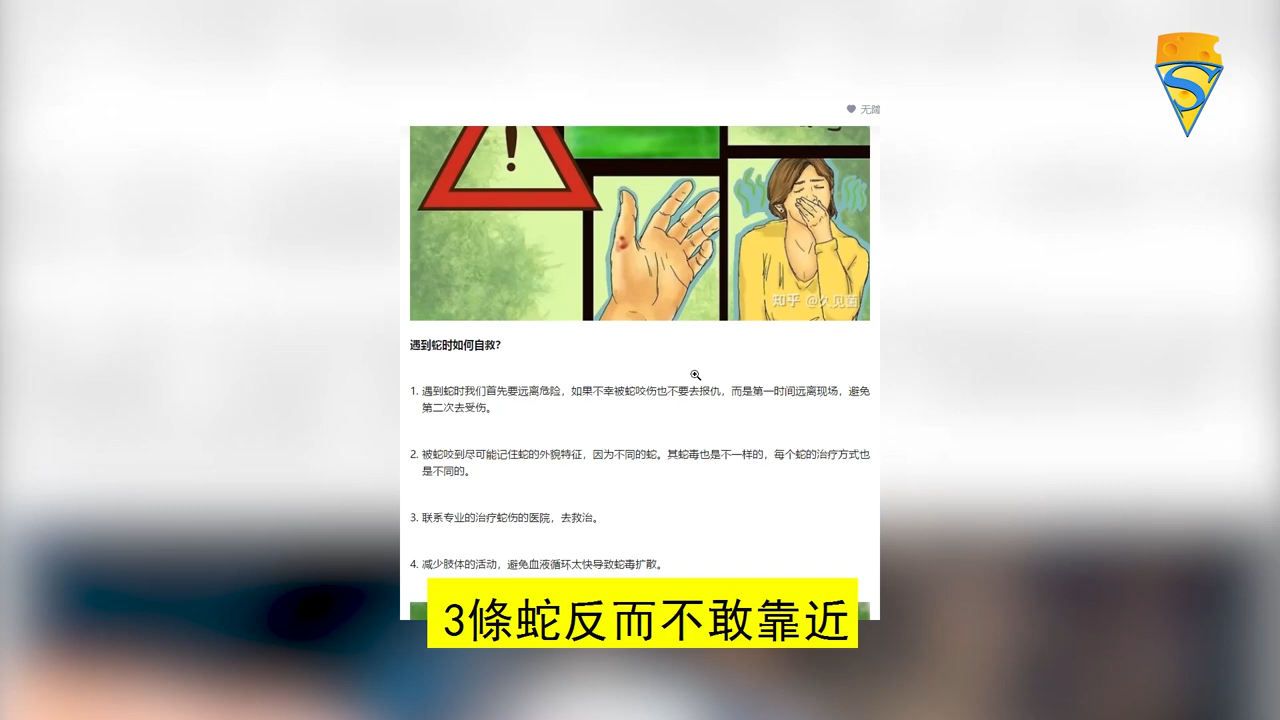 无踪
知乎 @久见菌
遇到蛇时如何自救?
1. 遇到蛇时我们首先要远离危险，如果不幸被蛇咬伤也不要去报仇，而是第一时间远离现场，避免
第二次去受伤。
2. 被蛇咬到尽可能记住蛇的外貌特征，因为不同的蛇。其蛇毒也是不一样的，每个蛇的治疗方式也
是不同的。
3. 联系专业的治疗蛇伤的医院，去救治。
4. 减少肢体的活动，避免血液循环太快导致蛇毒扩散。
3條蛇反而不敢靠近
S